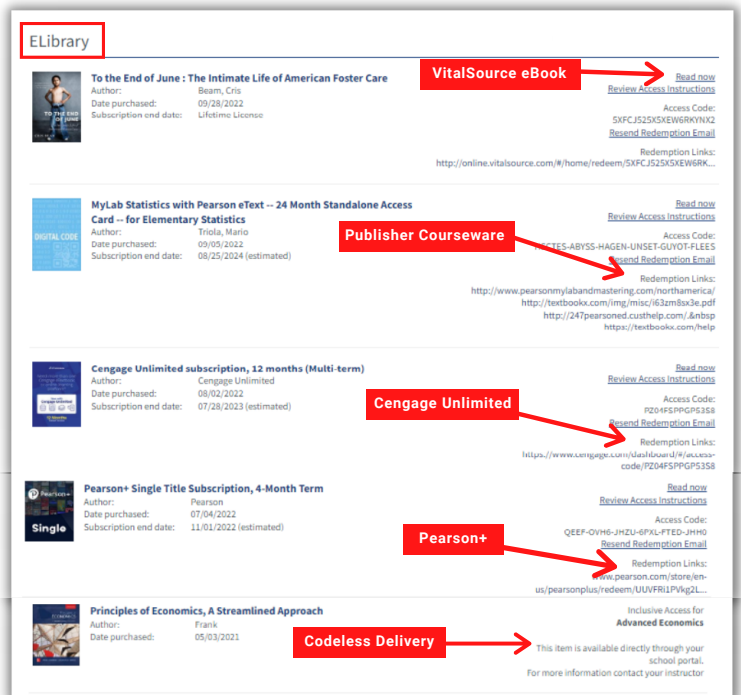 ELibrary
To the End of June : The Intimate Life of American Foster Care
Author: Beam, Cris
Date purchased: 09/28/2022
Subscription end date: Lifetime License
TO THE END OF JUNE
VitalSource eBook
Read now
Review Access Instructions
Access Code:
5XFCJ525X5XEW6RKYNX2
Resend Redemption Email
Redemption Links:
http://online.vitalsource.com/#/home/redeem/5XFCJ525X5XEW6RK...
DIGITAL CODE
MyLab Statistics with Pearson eText -- 24 Month Standalone Access
Card -- for Elementary Statistics
Author: Triola, Mario
Date purchased: 09/05/2022
Subscription end date: 08/25/2024 (estimated)
Publisher Courseware
Read now
Review Access Instructions
Access Code:
-ABYSS-HAGEN-UNSET-GUYOT-FLEES
Resend Redemption Email
Redemption Links:
http://www.pearsonmylabandmastering.com/northamerica/
http://textbookx.com/img/misc/i63zm8sx3e.pdf
http://247pearsoned.custhelp.com/.&nbsp
https://textbookx.com/help
Cengage Unlimited subscription, 12 months (Multi-term)
Author: Cengage Unlimited
Date purchased: 08/02/2022
Subscription end date: 07/28/2023 (estimated)
Cengage Unlimited
Read now
Review Access Instructions
Access Code:
PZ04FSPPGP53S8
Resend Redemption Email
Redemption Links:
https://www.cengage.com/dashboard/#/access-
code/PZ04FSPPGP53S8
Pearson+
Single
Pearson+ Single Title Subscription, 4-Month Term
Author: Pearson
Date purchased: 07/04/2022
Subscription end date: 11/01/2022 (estimated)
Pearson+
Read now
Review Access Instructions
Access Code:
QEEF-OVH6-JHZU-6PXL-FTED-JHH0
Resend Redemption Email
Redemption Links:
www.pearson.com/store/en-
us/pearsonplus/redeem/UUVFRi1PVkg2L...
Principles of Economics, A Streamlined Approach
Author: Frank
Date purchased: 05/03/2021
Codeless Delivery
Inclusive Access for
Advanced Economics
This item is available directly through your
school portal.
For more information contact your instructor